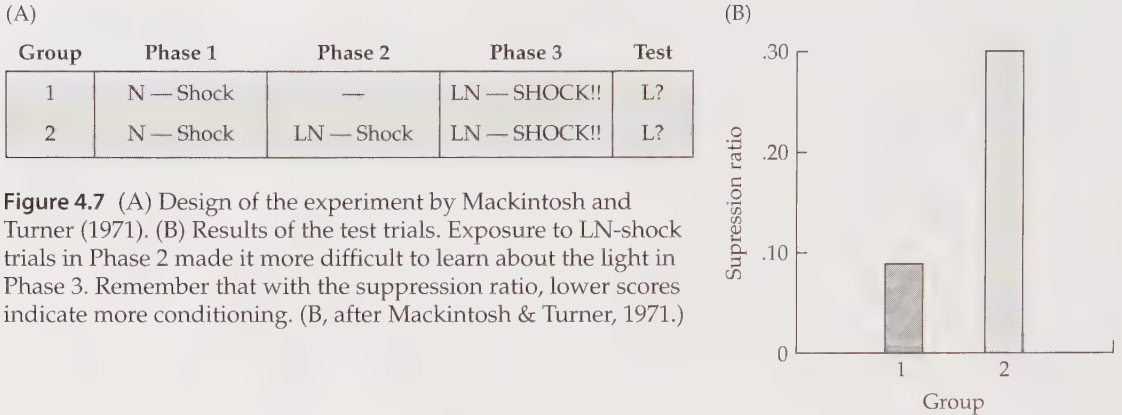 (A)
Group Phase 1 Phase 2 Phase 3 Test
1 N — Shock — LN — SHOCK!! L?
2 N — Shock LN — Shock LN — SHOCK!! L?
Figure 4.7 (A) Design of the experiment by Mackintosh and
Turner (1971). (B) Results of the test trials. Exposure to LN-shock
trials in Phase 2 made it more difficult to learn about the light in
Phase 3. Remember that with the suppression ratio, lower scores
indicate more conditioning. (B, after Mackintosh & Turner, 1971.)
(B)
Supression ratio
.30
.20
.10
0
1 2
Group